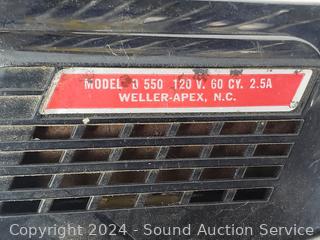 MODEL D 550 120 V. 60 CY. 2.5A
WELLER-APEX, N.C.
Copyright 2024 - Sound Auction Service